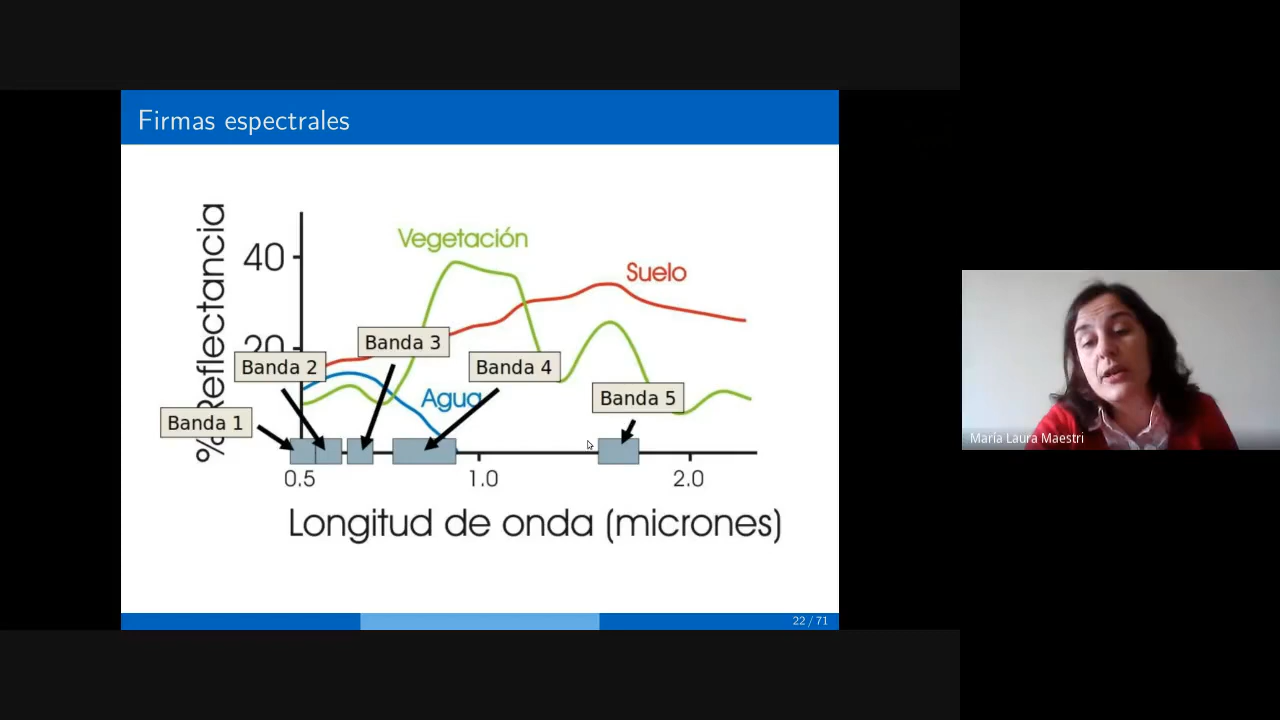 Firmas espectrales
%Reflectancia
40
20
Vegetación
Suelo
Agua
Banda 1
Banda 2
Banda 3
Banda 4
Banda 5
0.5
1.0
2.0
Longitud de onda (micrones)
22 / 71
María Laura Maestri